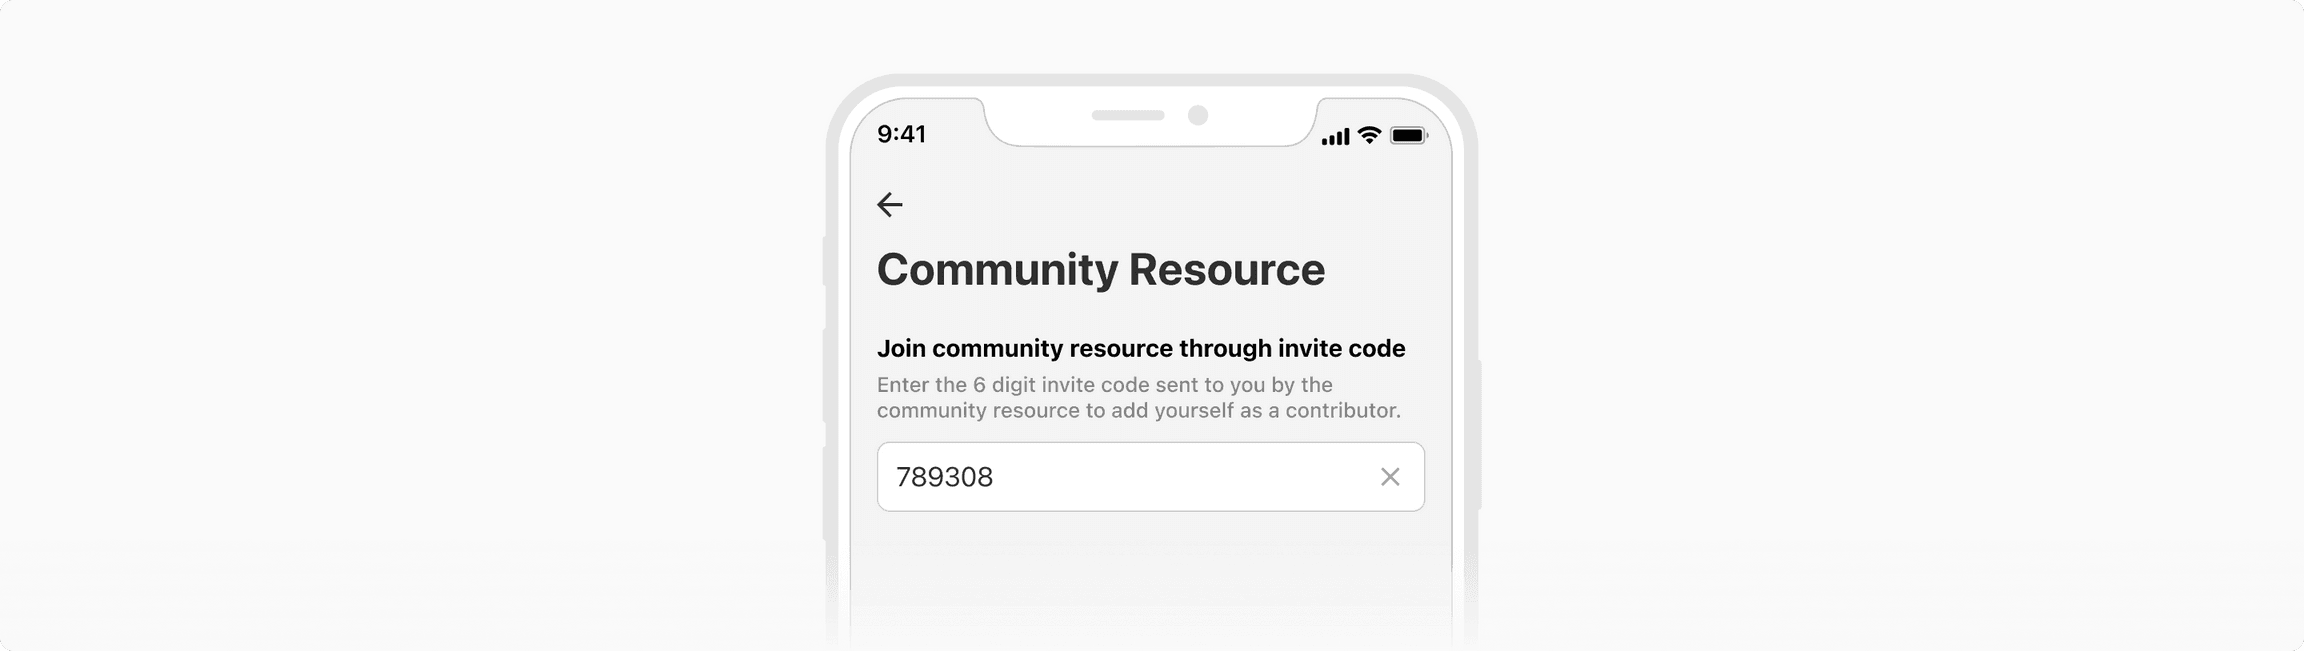 9:41
Community Resource
Join community resource through invite code
Enter the 6 digit invite code sent to you by the
community resource to add yourself as a contributor.
789308